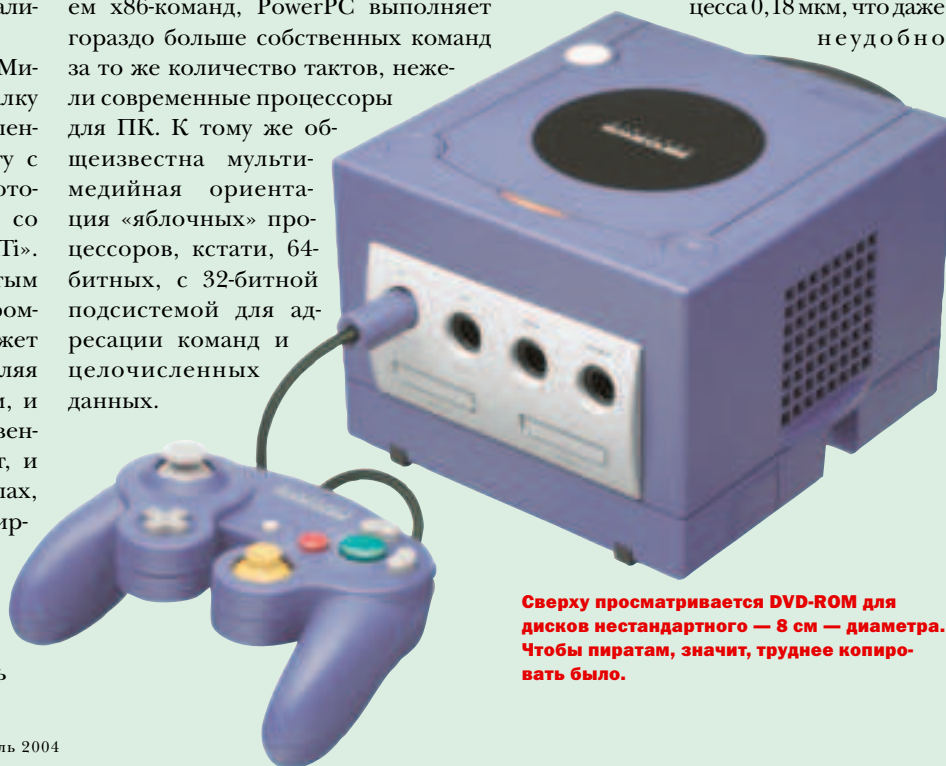 али-
Ми-
алку
лен-
у с
ото-
со
Ti».
тым
ром-
жет
ляя
и, и
вен-
т, и
лах,
ир-
ь
ем x86-команд, PowerPC выполняет
гораздо больше собственных команд
за то же количество тактов, неже-
ли современные процессоры
для ПК. К тому же об-
щеизвестна мульти-
медийная ориента-
ция «яблочных» про-
цессоров, кстати, 64-
битных, с 32-битной
подсистемой для ад-
ресации команд и
целочисленных
данных.
цесса 0,18 мкм, что даже
неудобно
Сверху просматривается DVD-ROM для
дисков нестандартного — 8 см — диаметра.
Чтобы пиратам, значит, труднее копиро-
вать было.
ль 2004